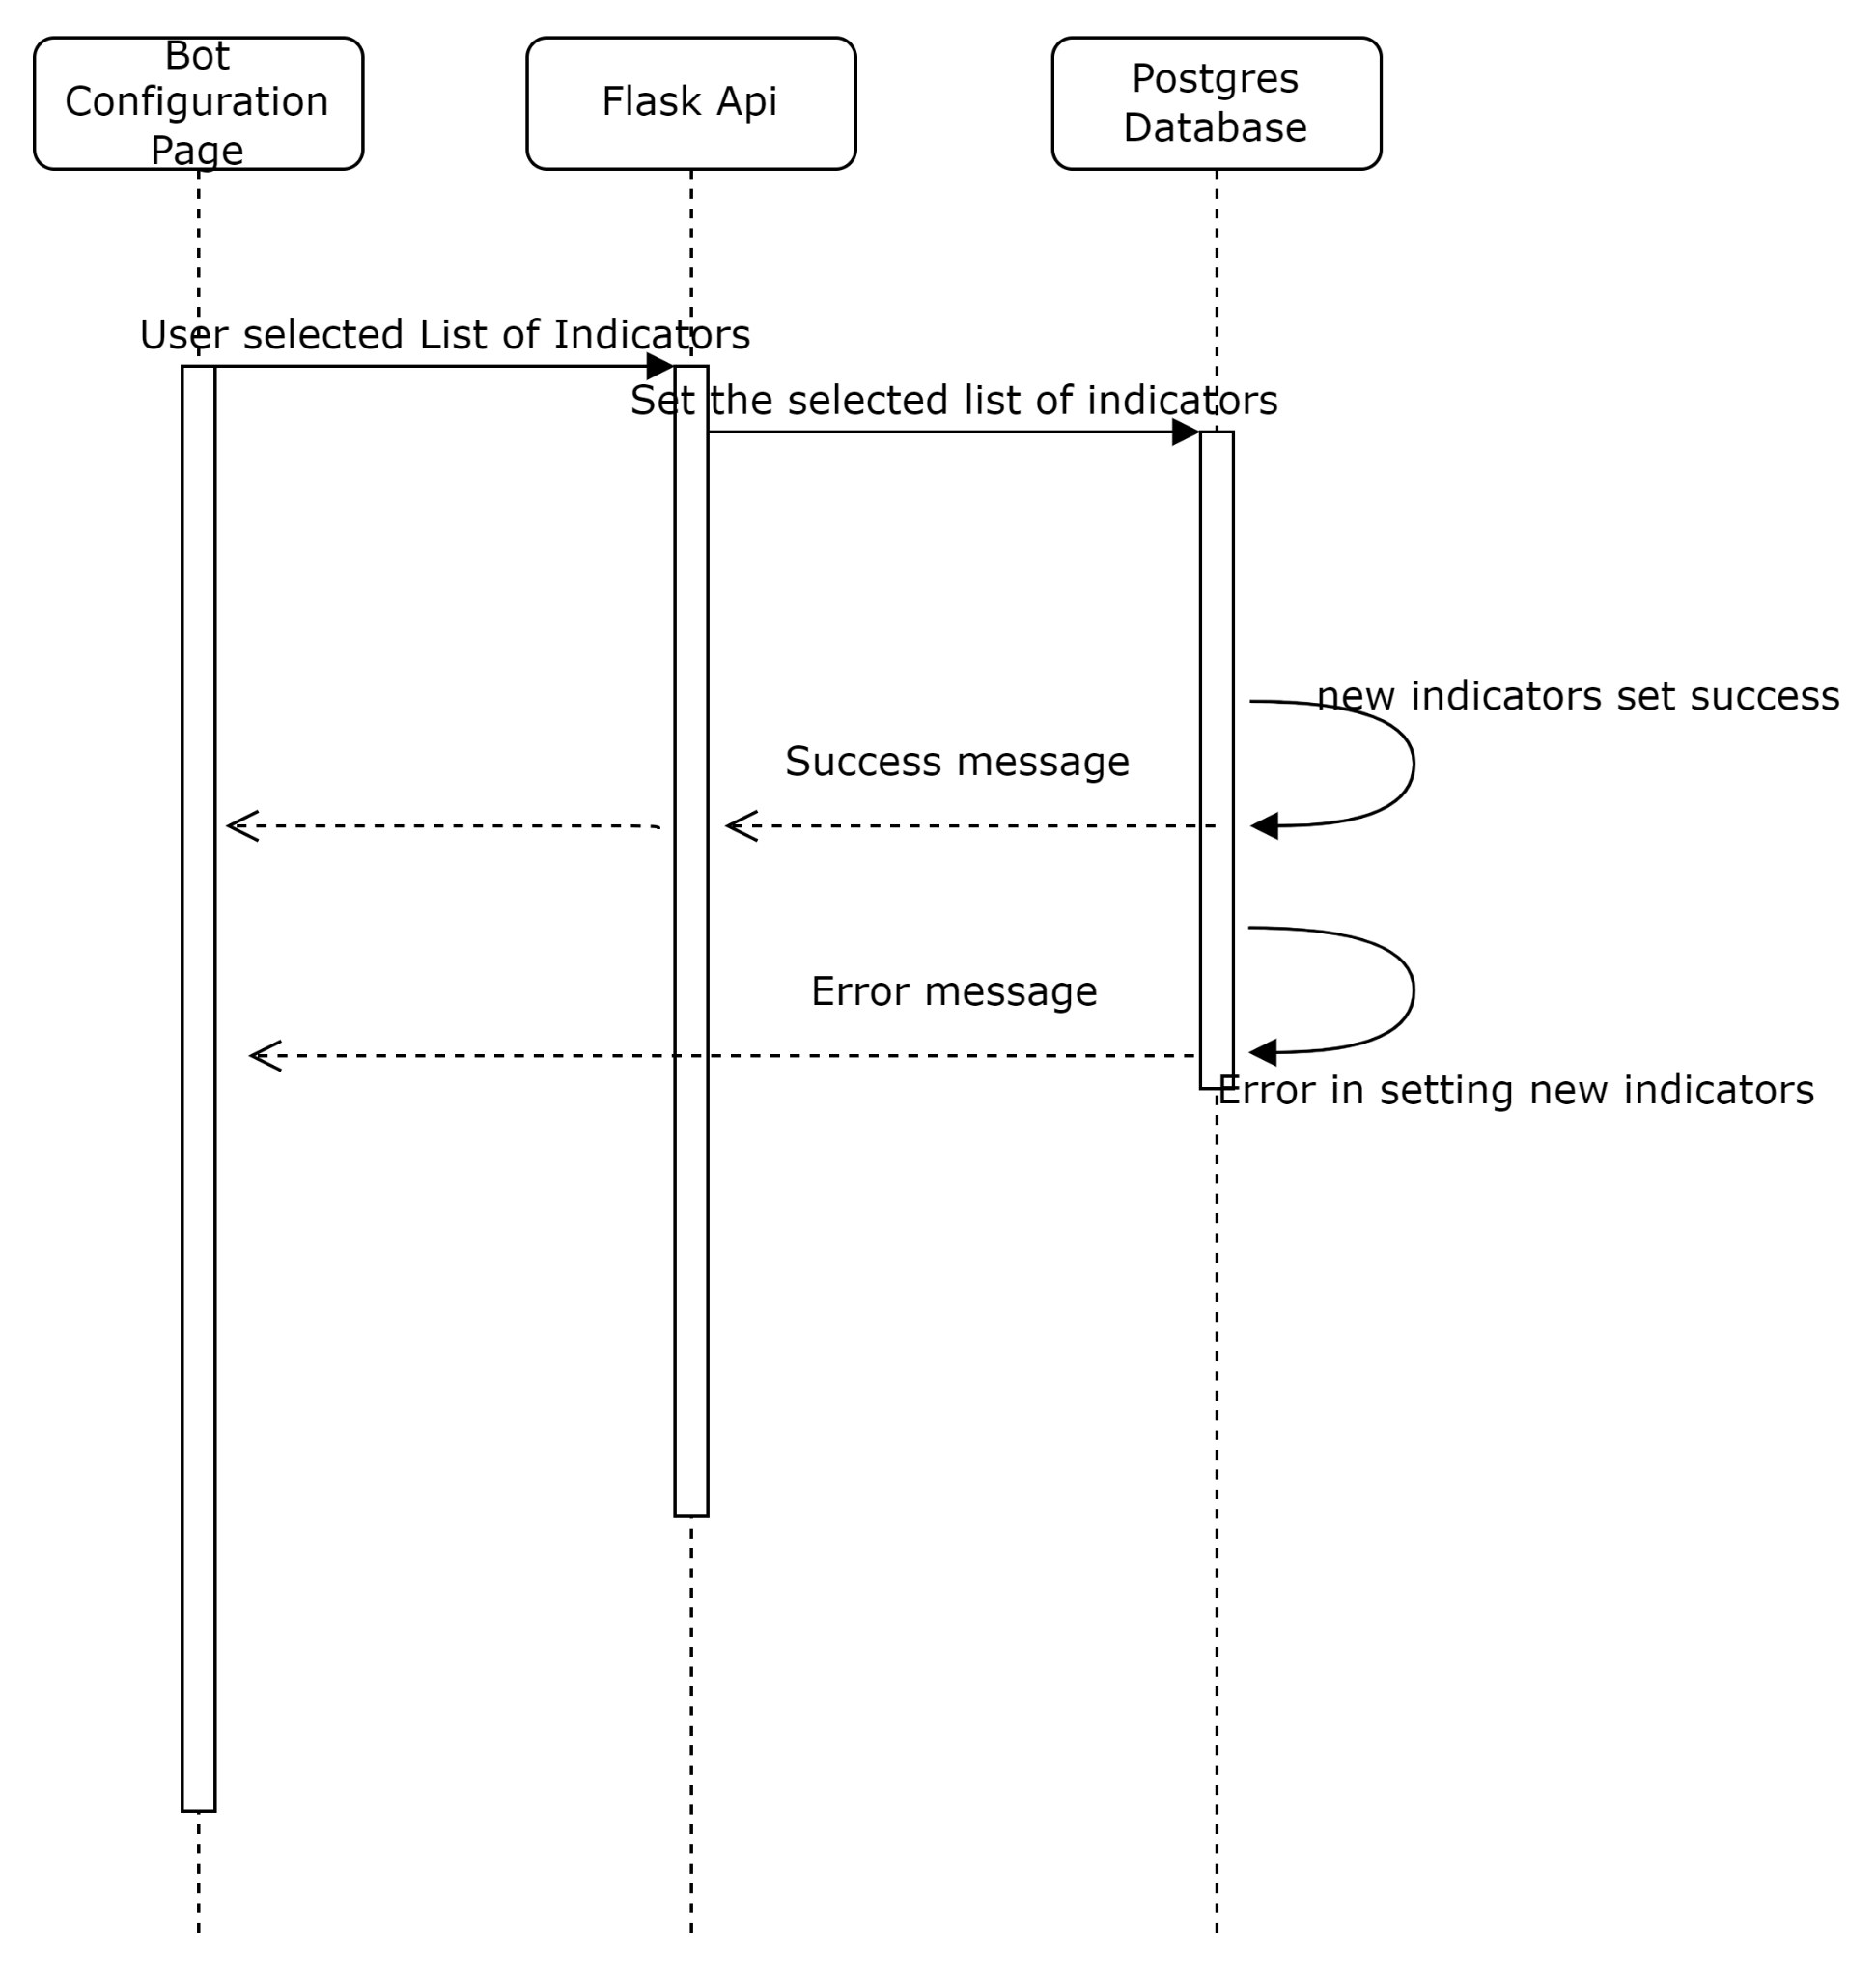 Bot
Configuration
Page
Flask Api
Postgres
Database
User selected List of Indicators
Set the selected list of indicators
new indicators set success
Success message
Error message
Error in setting new indicators